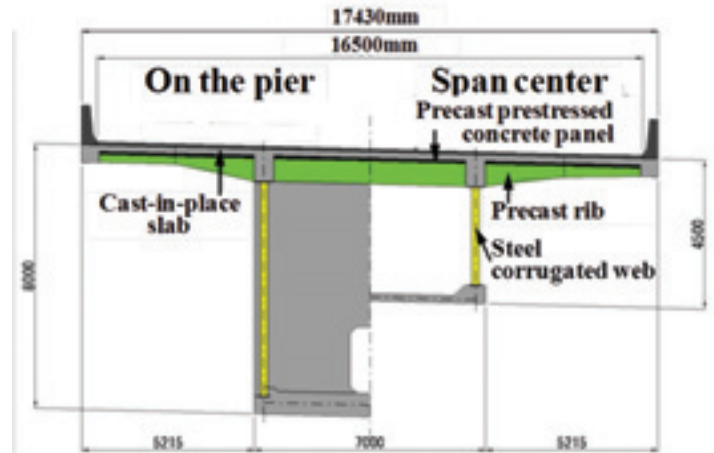 17430mm
16500mm
On the pier
Span center
Precast prestressed
concrete panel
Cast-in-place
slab
Precast rib
Steel
corrugated web
8000
4500
5215
7000
5215